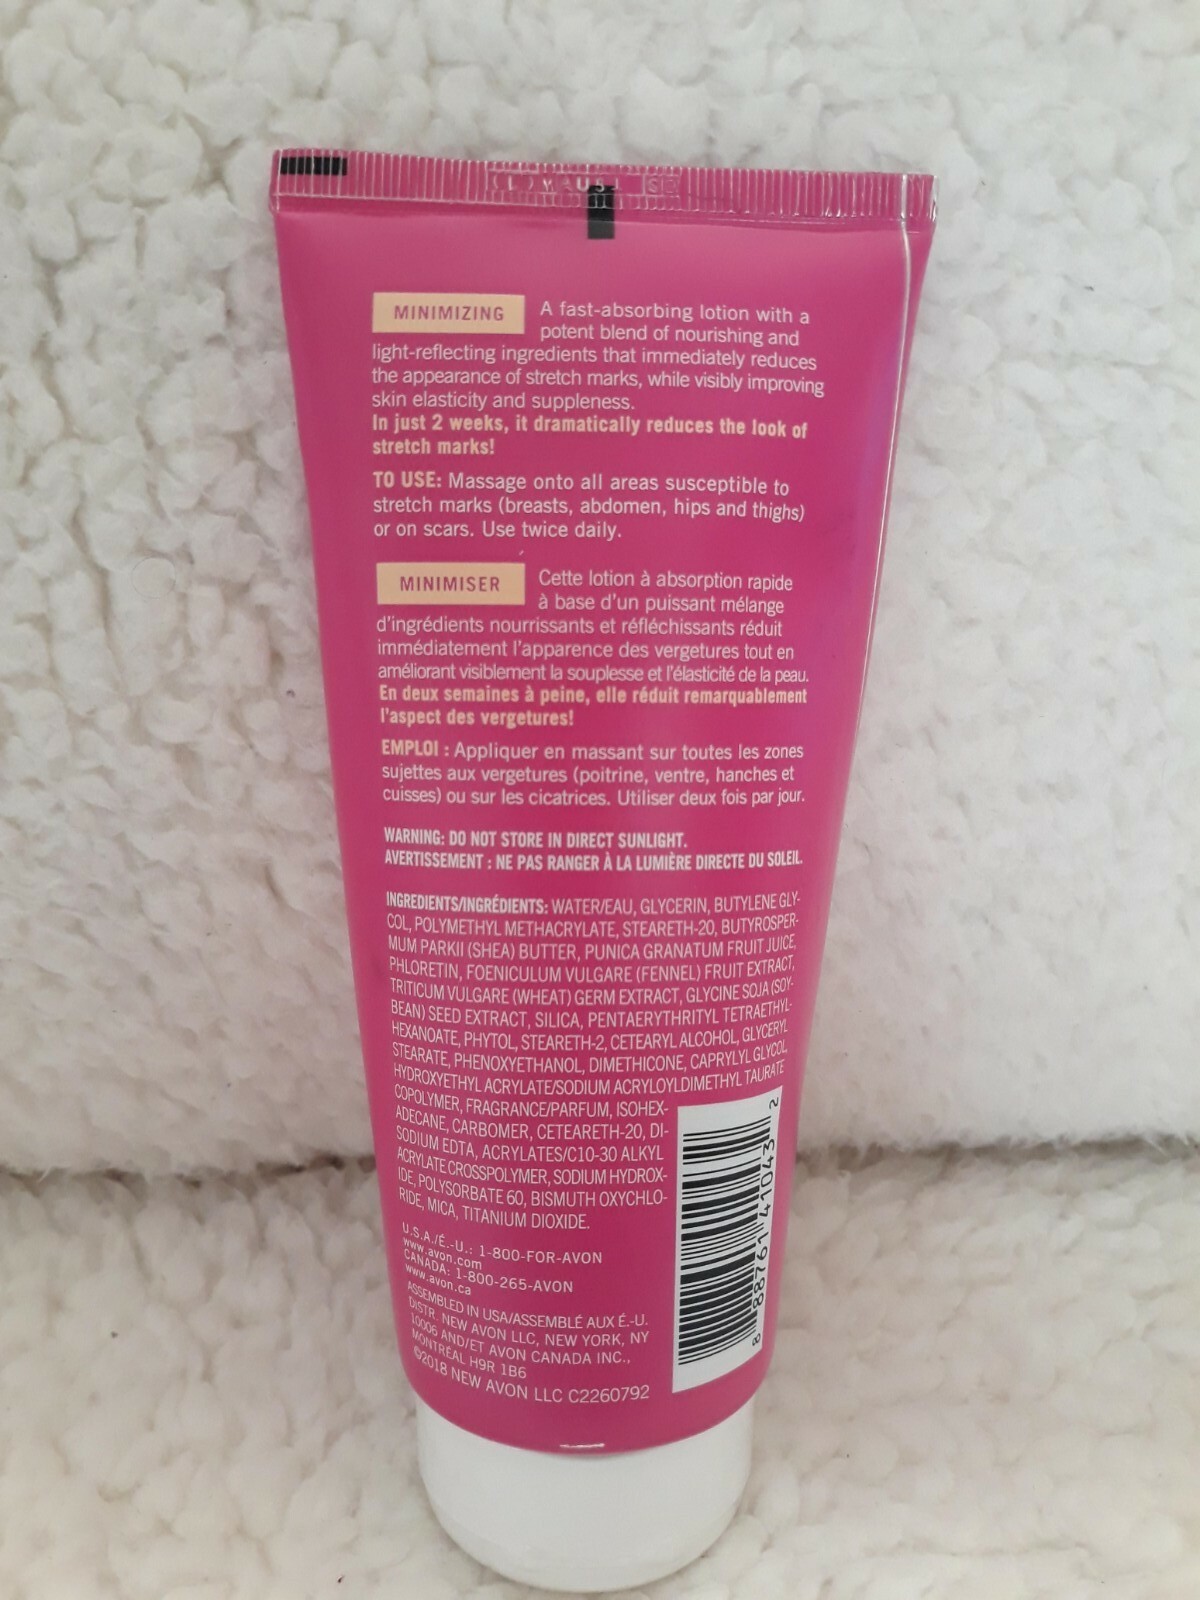 MINIMIZING A fast-absorbing lotion with a
potent blend of nourishing and
light-reflecting ingredients that immediately reduces
the appearance of stretch marks, while visibly improving
skin elasticity and suppleness.
In just 2 weeks, it dramatically reduces the look of
stretch marks!
TO USE: Massage onto all areas susceptible to
stretch marks (breasts, abdomen, hips and thighs)
or on scars. Use twice daily.
MINIMISER Cette lotion à absorption rapide
à base d'un puissant mélange
d'ingrédients nourrissants et réfléchissants réduit
immédiatement l'apparence des vergetures tout en
améliorant visiblement la souplesse et l'élasticité de la peau.
En deux semaines à peine, elle réduit remarquablement
l'aspect des vergetures!
EMPLOI : Appliquer en massant sur toutes les zones
sujettes aux vergetures (poitrine, ventre, hanches et
cuisses) ou sur les cicatrices. Utiliser deux fois par jour.
WARNING: DO NOT STORE IN DIRECT SUNLIGHT.
AVERTISSEMENT : NE PAS RANGER À LA LUMIÈRE DIRECTE DU SOLEIL.
INGREDIENTS/INGRÉDIENTS: WATER/EAU, GLYCERIN, BUTYLENE GLY-
COL, POLYMETHYL METHACRYLATE, STEARETH-20, BUTYROSPER-
MUM PARKII (SHEA) BUTTER, PUNICA GRANATUM FRUIT JUICE,
PHLORETIN, FOENICULUM VULGARE (FENNEL) FRUIT EXTRACT,
TRITICUM VULGARE (WHEAT) GERM EXTRACT, GLYCINE SOJA (SOY-
BEAN) SEED EXTRACT, SILICA, PENTAERYTHRITYL TETRAETHYL-
HEXANOATE, PHYTOL, STEARETH-2, CETEARYL ALCOHOL, GLYCERYL
STEARATE, PHENOXYETHANOL, DIMETHICONE, CAPRYLYL GLYCOL,
HYDROXYETHYL ACRYLATE/SODIUM ACRYLOYLDIMETHYL TAURATE
COPOLYMER, FRAGRANCE/PARFUM, ISOHEX-
ADECANE, CARBOMER, CETEARETH-20, DI-
SODIUM EDTA, ACRYLATES/C10-30 ALKYL
ACRYLATE CROSSPOLYMER, SODIUM HYDROX-
IDE, POLYSORBATE 60, BISMUTH OXYCHLO-
RIDE, MICA, TITANIUM DIOXIDE.
U.S.A./É.-U.: 1-800-FOR-AVON
www.avon.com
CANADA: 1-800-265-AVON
www.avon.ca
ASSEMBLED IN USA/ASSEMBLÉ AUX É.-U.
DISTR. NEW AVON LLC, NEW YORK, NY
10006 AND/ET AVON CANADA INC.,
MONTRÉAL H9R 1B6
©2018 NEW AVON LLC C2260792
8 88761 41043 2